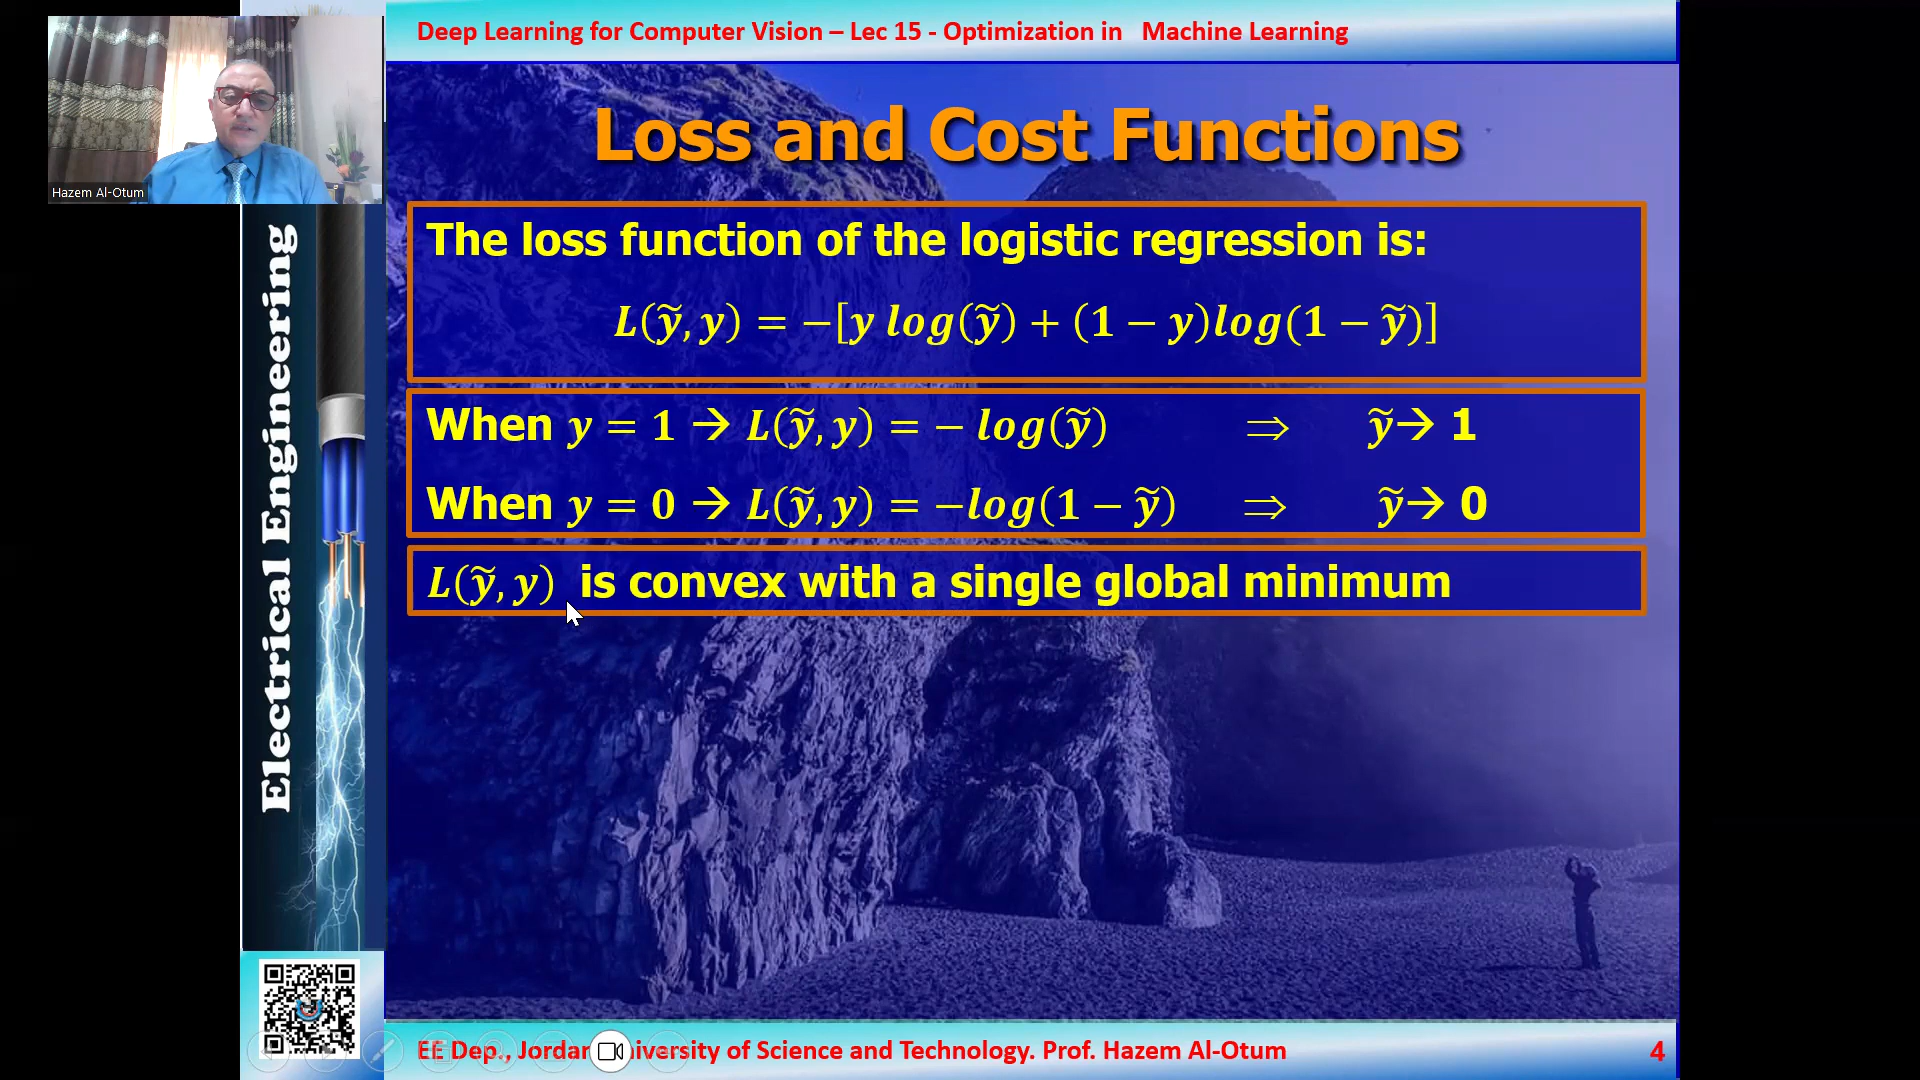 Deep Learning for Computer Vision – Lec 15 - Optimization in Machine Learning
Hazem Al-Otum
Electrical Engineering
Loss and Cost Functions
The loss function of the logistic regression is:
L(ỹ, y) = −[y log(ỹ) + (1 − y)log(1 − ỹ)]
When y = 1 → L(ỹ, y) = − log(ỹ) ⇒ ỹ→ 1
When y = 0 → L(ỹ, y) = −log(1 − ỹ) ⇒ ỹ→ 0
L(ỹ, y) is convex with a single global minimum
EE Dep., Jordan University of Science and Technology. Prof. Hazem Al-Otum
4